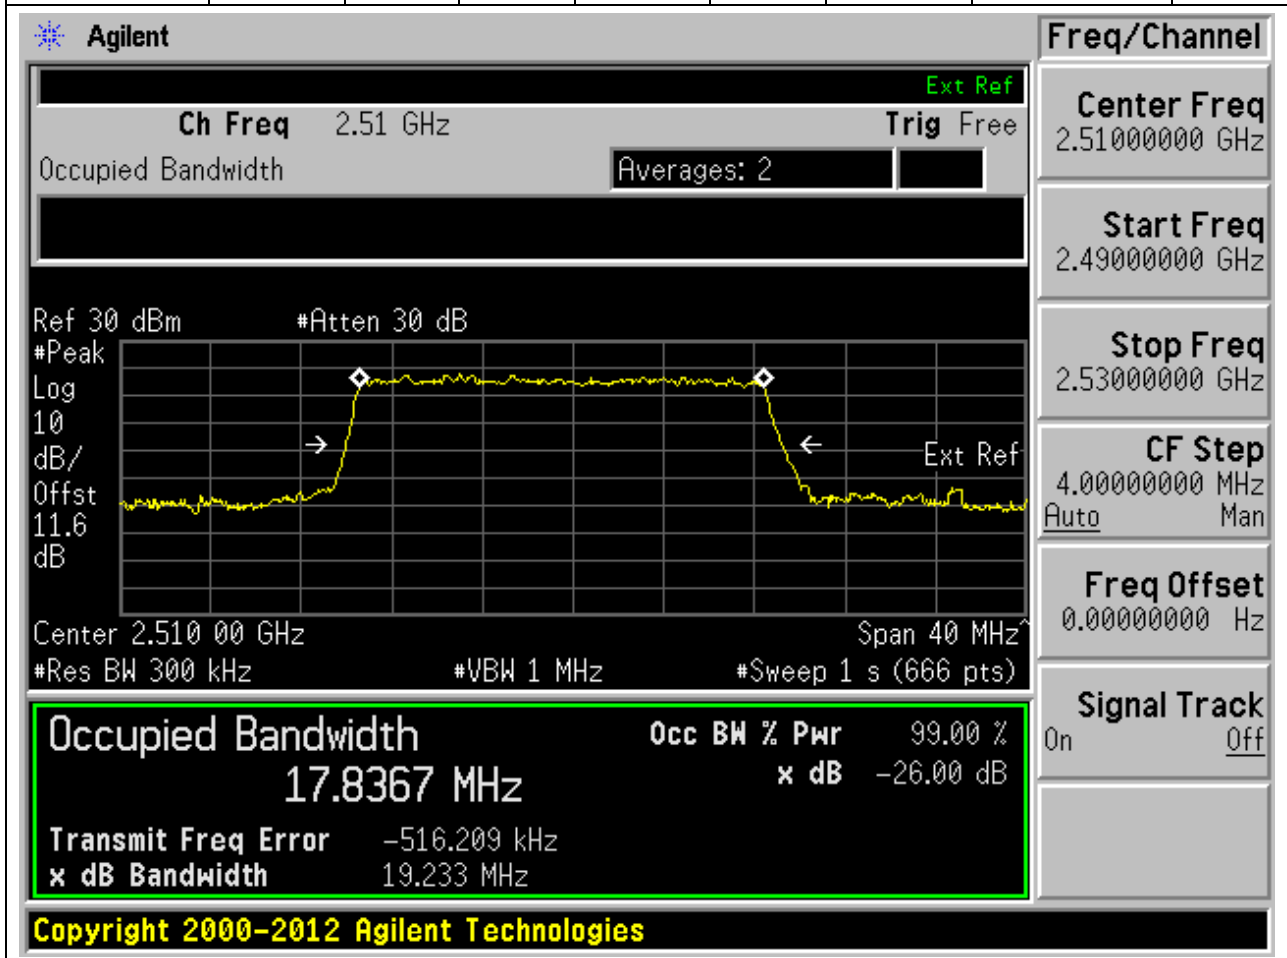 Agilent
Ext Ref
Ch Freq 2.51 GHz Trig Free
Occupied Bandwidth Averages: 2
Ref 30 dBm #Atten 30 dB
#Peak
Log
10
dB/
Offst
11.6
dB
Ext Ref
Center 2.510 00 GHz Span 40 MHz^
#Res BW 300 kHz #VBW 1 MHz #Sweep 1 s (666 pts)
Occupied Bandwidth Occ BW % Pwr 99.00 %
17.8367 MHz x dB -26.00 dB
Transmit Freq Error -516.209 kHz
x dB Bandwidth 19.233 MHz
Copyright 2000-2012 Agilent Technologies
Freq/Channel
Center Freq
2.51000000 GHz
Start Freq
2.49000000 GHz
Stop Freq
2.53000000 GHz
CF Step
4.00000000 MHz
Auto Man
Freq Offset
0.00000000 Hz
Signal Track
On Off